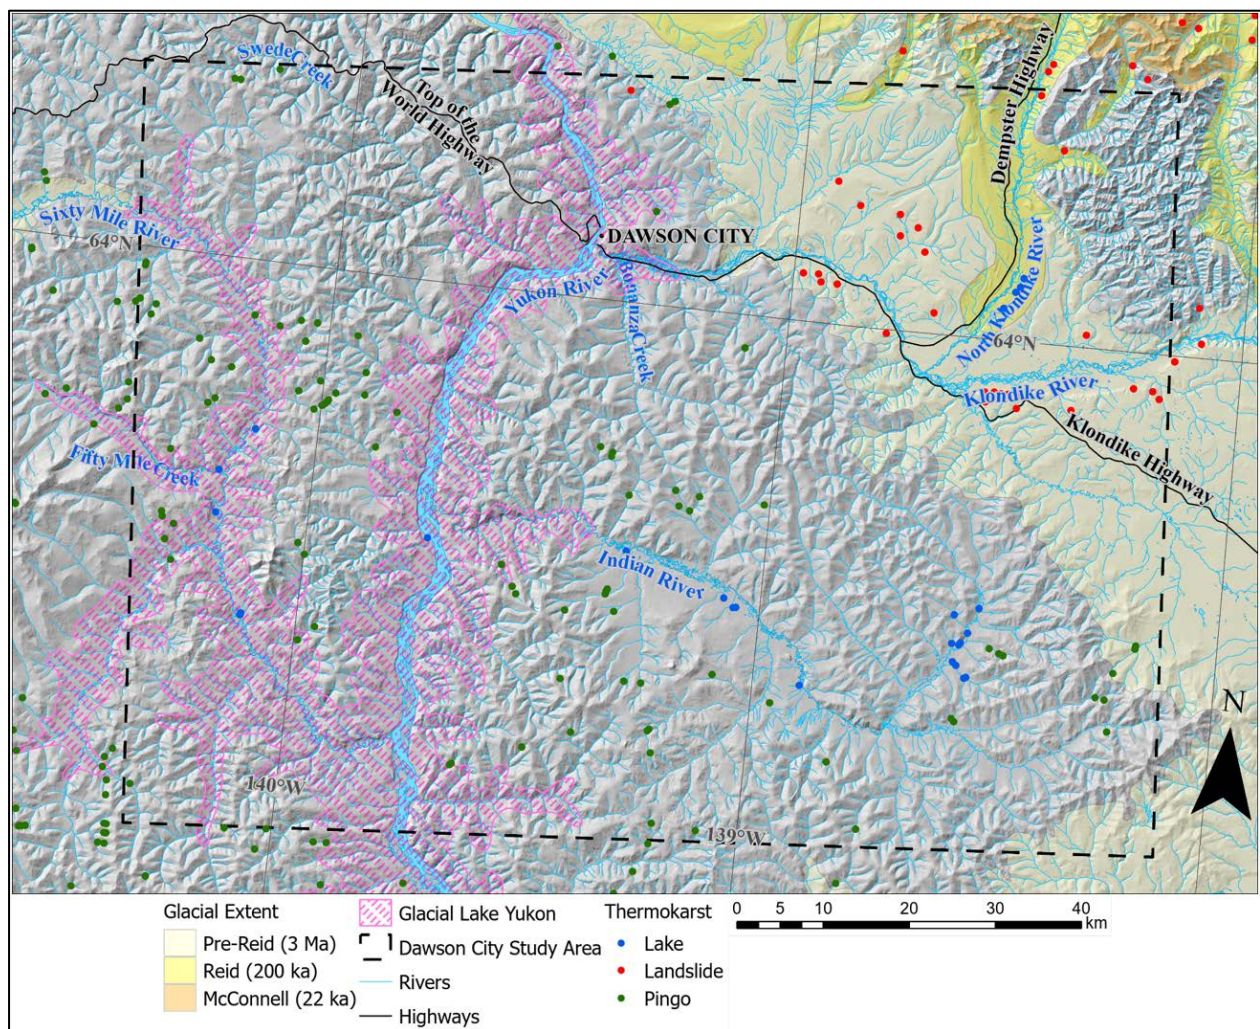 Swede Creek
Top of the
World Highway
Dempster Highway
Sixty Mile River
64°N
DAWSON CITY
Yukon River
Bonanza Creek
North Klondike River
64°N
Klondike River
Klondike Highway
Fifty Mile Creek
Indian River
N
140°W
139°W
Glacial Extent
Pre-Reid (3 Ma)
Reid (200 ka)
McConnell (22 ka)
Glacial Lake Yukon
Dawson City Study Area
Rivers
Highways
Thermokarst
Lake
Landslide
Pingo
0 5 10 20 30 40
km